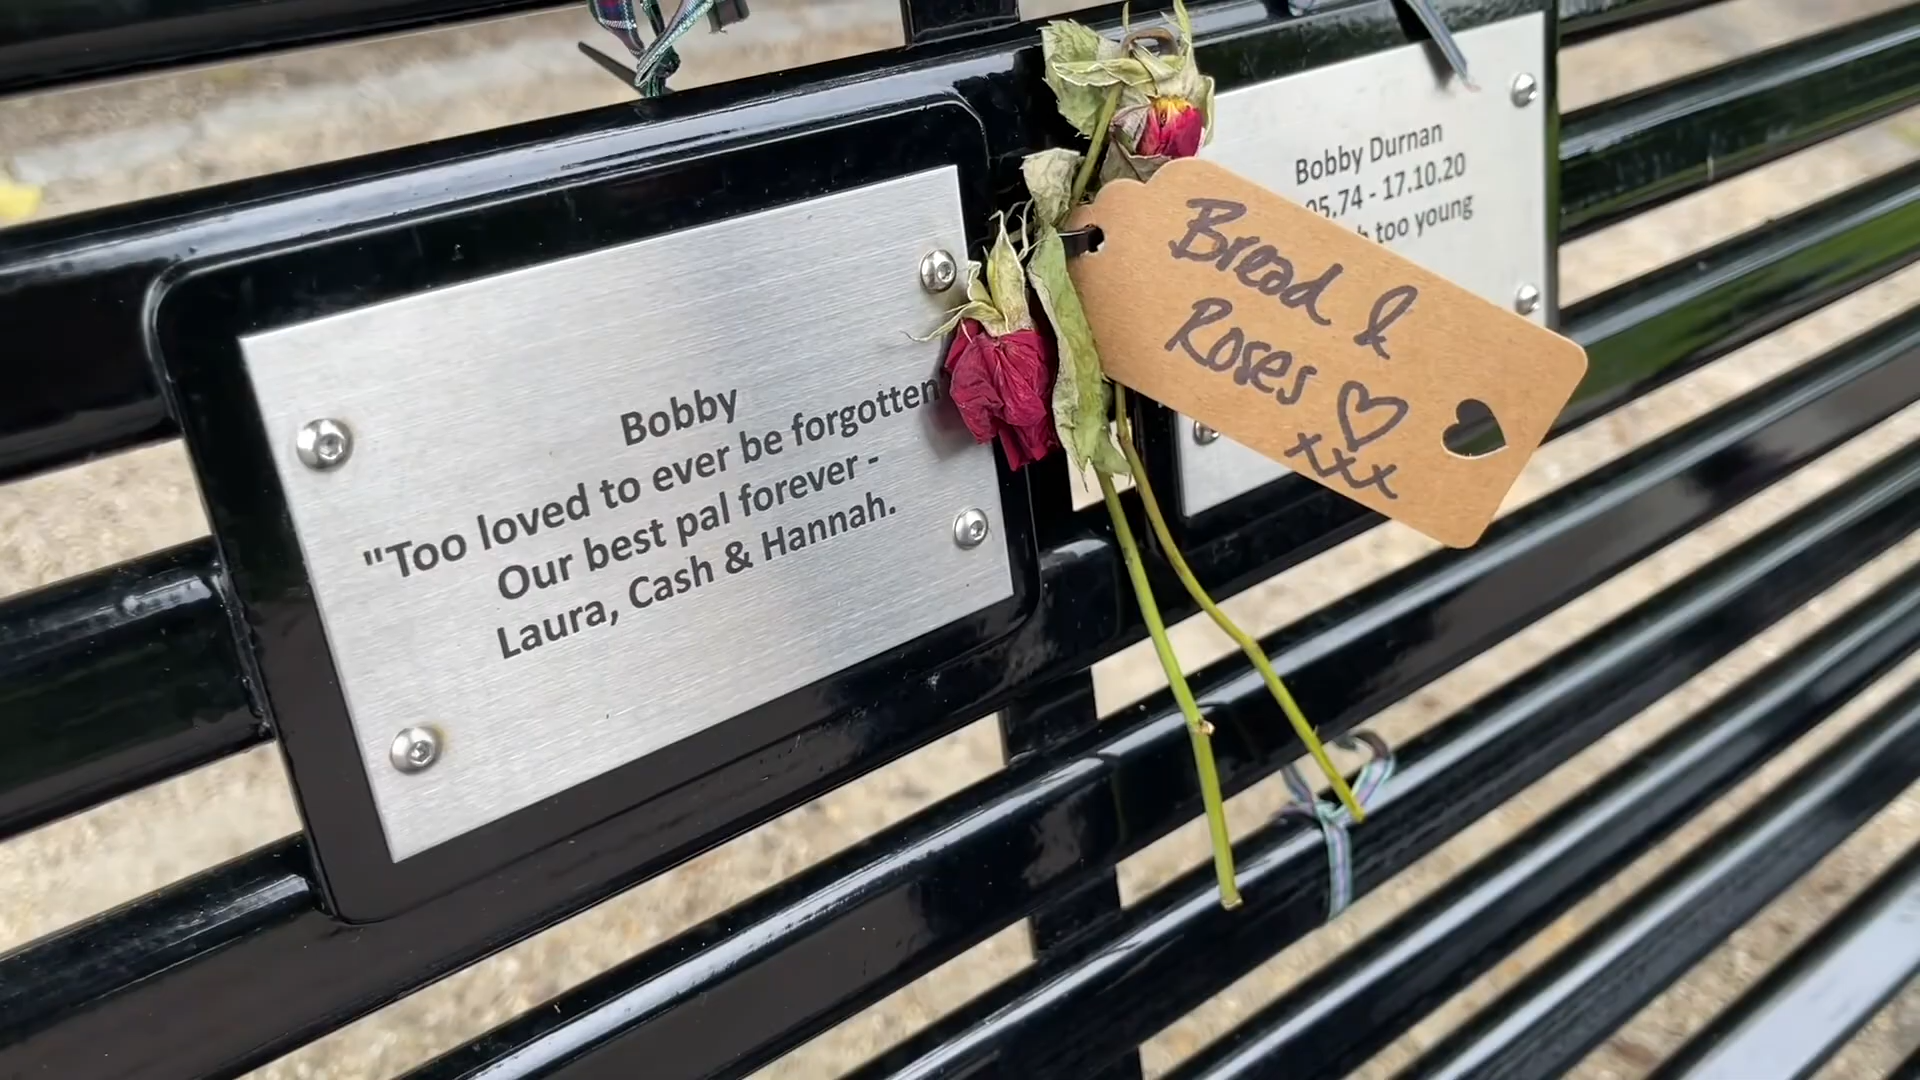 Bobby
"Too loved to ever be forgotten
Our best pal forever -
Laura, Cash & Hannah.
Bobby Durnan
05.74 - 17.10.20
too young
Bread &
Roses ♡
xxx